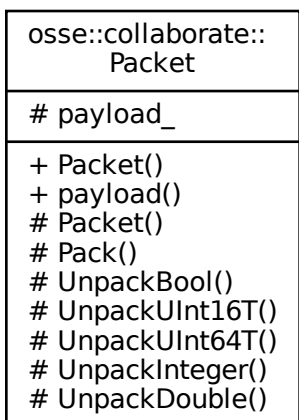 osse::collaborate::
Packet
# payload_
+ Packet()
+ payload()
# Packet()
# Pack()
# UnpackBool()
# UnpackUInt16T()
# UnpackUInt64T()
# UnpackInteger()
# UnpackDouble()